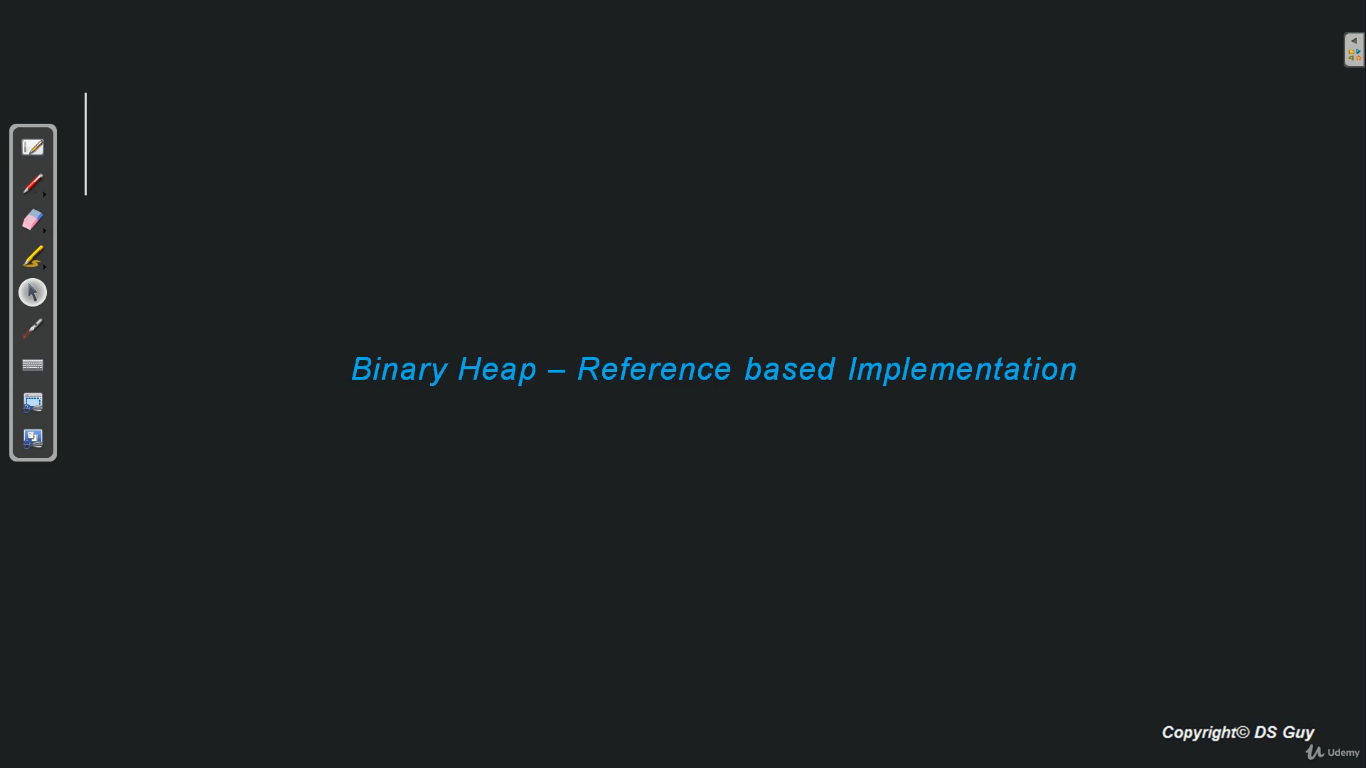 Binary Heap – Reference based Implementation
Copyright© DS Guy
Udemy